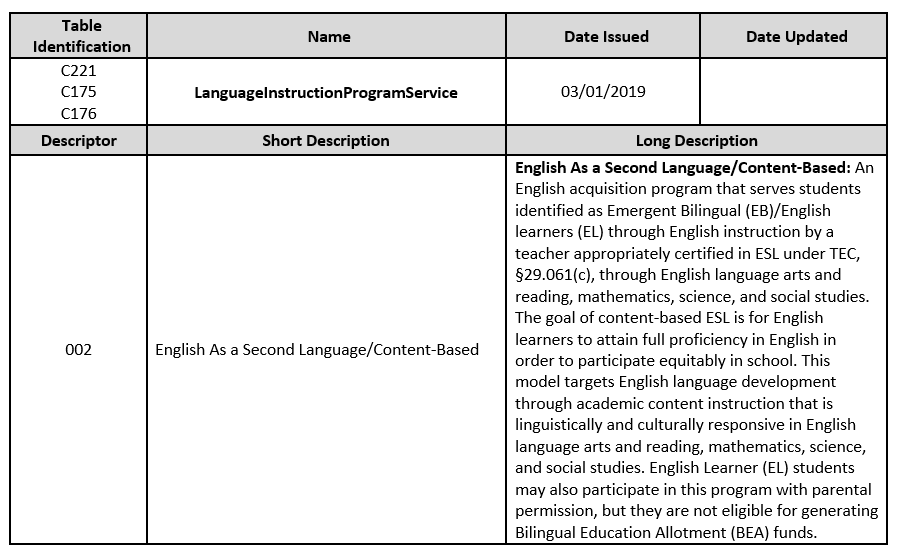 Table
Identification
Name
Date Issued
Date Updated
C221
C175
C176
LanguageInstructionProgramService
03/01/2019
Descriptor
Short Description
Long Description
002
English As a Second Language/Content-Based
English As a Second Language/Content-Based: An
English acquisition program that serves students
identified as Emergent Bilingual (EB)/English
learners (EL) through English instruction by a
teacher appropriately certified in ESL under TEC,
§29.061(c), through English language arts and
reading, mathematics, science, and social studies.
The goal of content-based ESL is for English
learners to attain full proficiency in English in
order to participate equitably in school. This
model targets English language development
through academic content instruction that is
linguistically and culturally responsive in English
language arts and reading, mathematics, science,
and social studies. English Learner (EL) students
may also participate in this program with parental
permission, but they are not eligible for generating
Bilingual Education Allotment (BEA) funds.